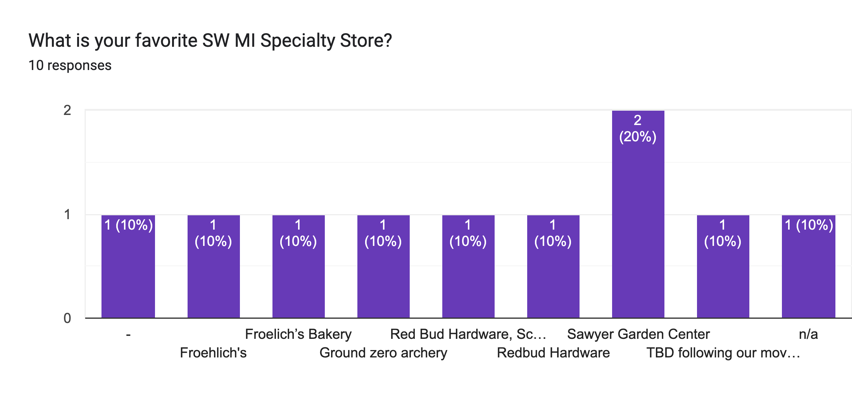 What is your favorite SW MI Specialty Store?
10 responses
2
1
0
1 (10%)
1
(10%)
1
(10%)
1
(10%)
1
(10%)
1
(10%)
2
(20%)
1
(10%)
1 (10%)
-
Froehlich's
Froelich’s Bakery
Ground zero archery
Red Bud Hardware, Sc…
Redbud Hardware
Sawyer Garden Center
TBD following our mov…
n/a